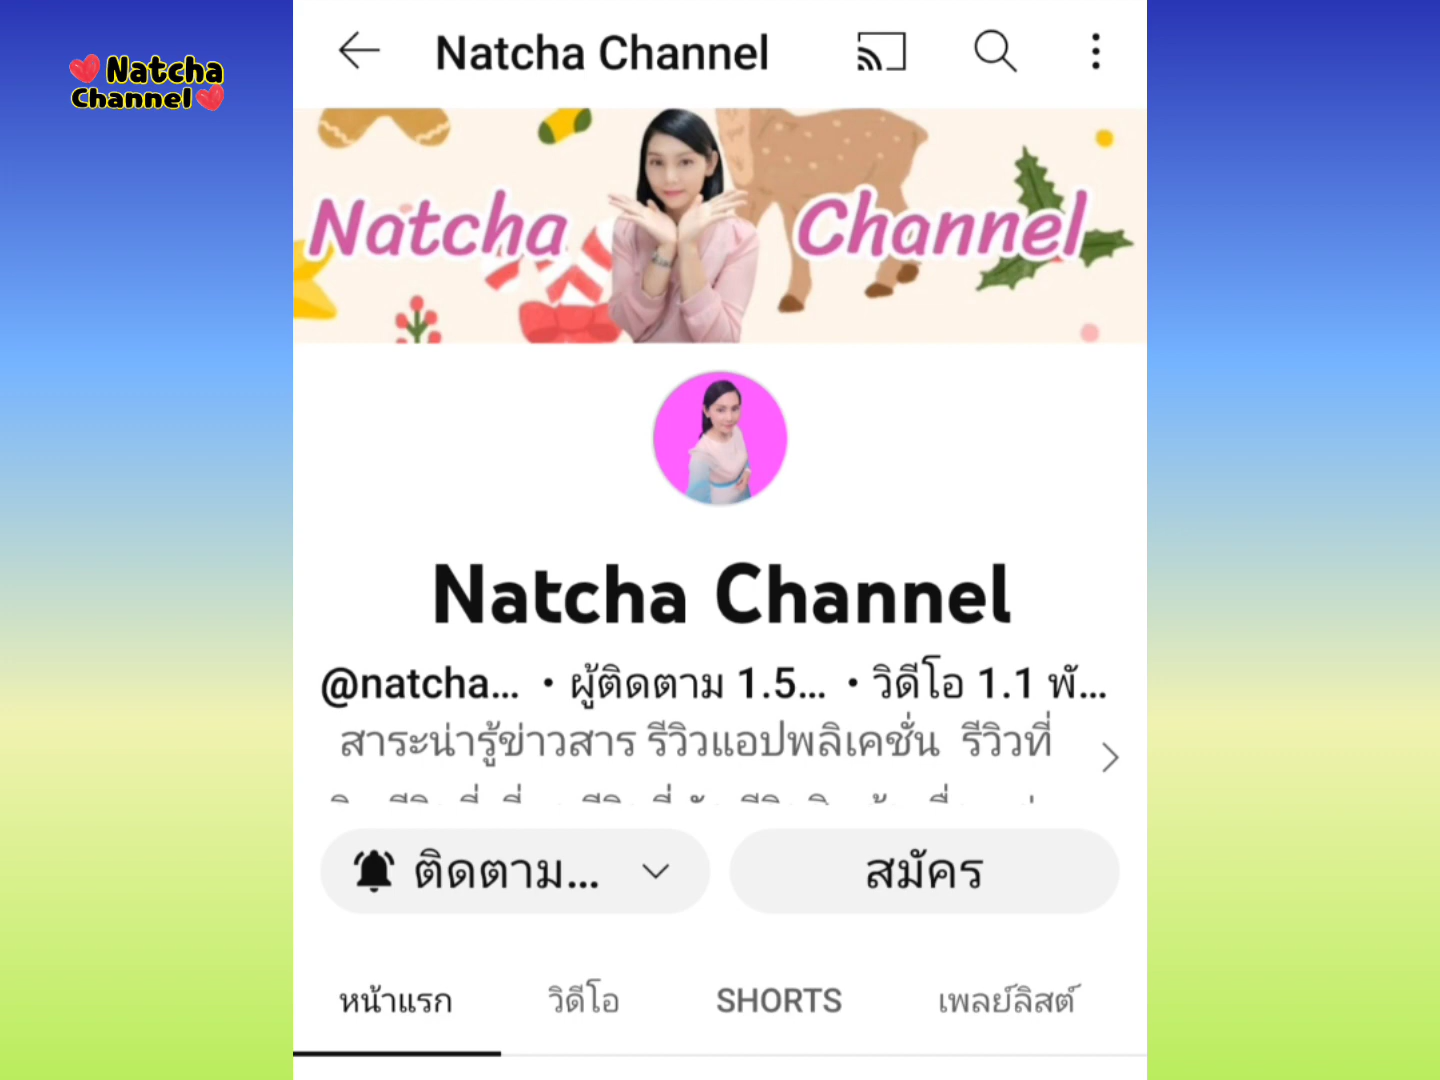 Natcha
Channel
Natcha Channel
Natcha Channel
Natcha Channel
@natcha... • ผู้ติดตาม 1.5... • วิดีโอ 1.1 พั...
สาระน่ารู้ข่าวสาร รีวิวแอปพลิเคชั่น รีวิวที่
ติดตาม...
สมัคร
หน้าแรก
วิดีโอ
SHORTS
เพลย์ลิสต์